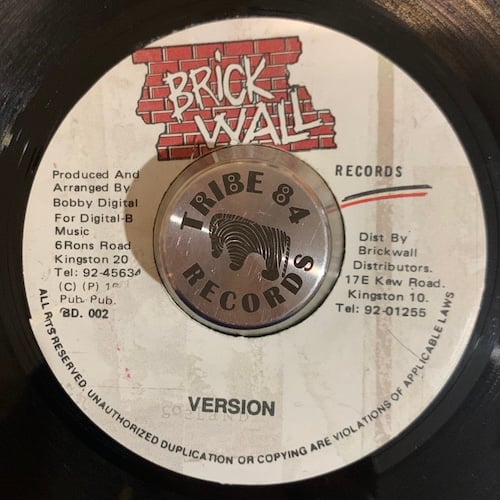 BRICK
WALL
RECORDS
Produced And
Arranged By
Bobby Digital
For Digital-B
Music
6Rons Road
Kingston 20
Tel: 92-45634
(C) (P)
Pub. Pub.
BD. 002
TRIBE 84
RECORDS
Dist By
Brickwall
Distributors.
17E Kew Road.
Kingston 10.
Tel: 92-01255
VERSION
ALL RIGHTS RESERVED. UNAUTHORIZED DUPLICATION OR COPYING ARE VIOLATIONS OF APPLICABLE LAWS